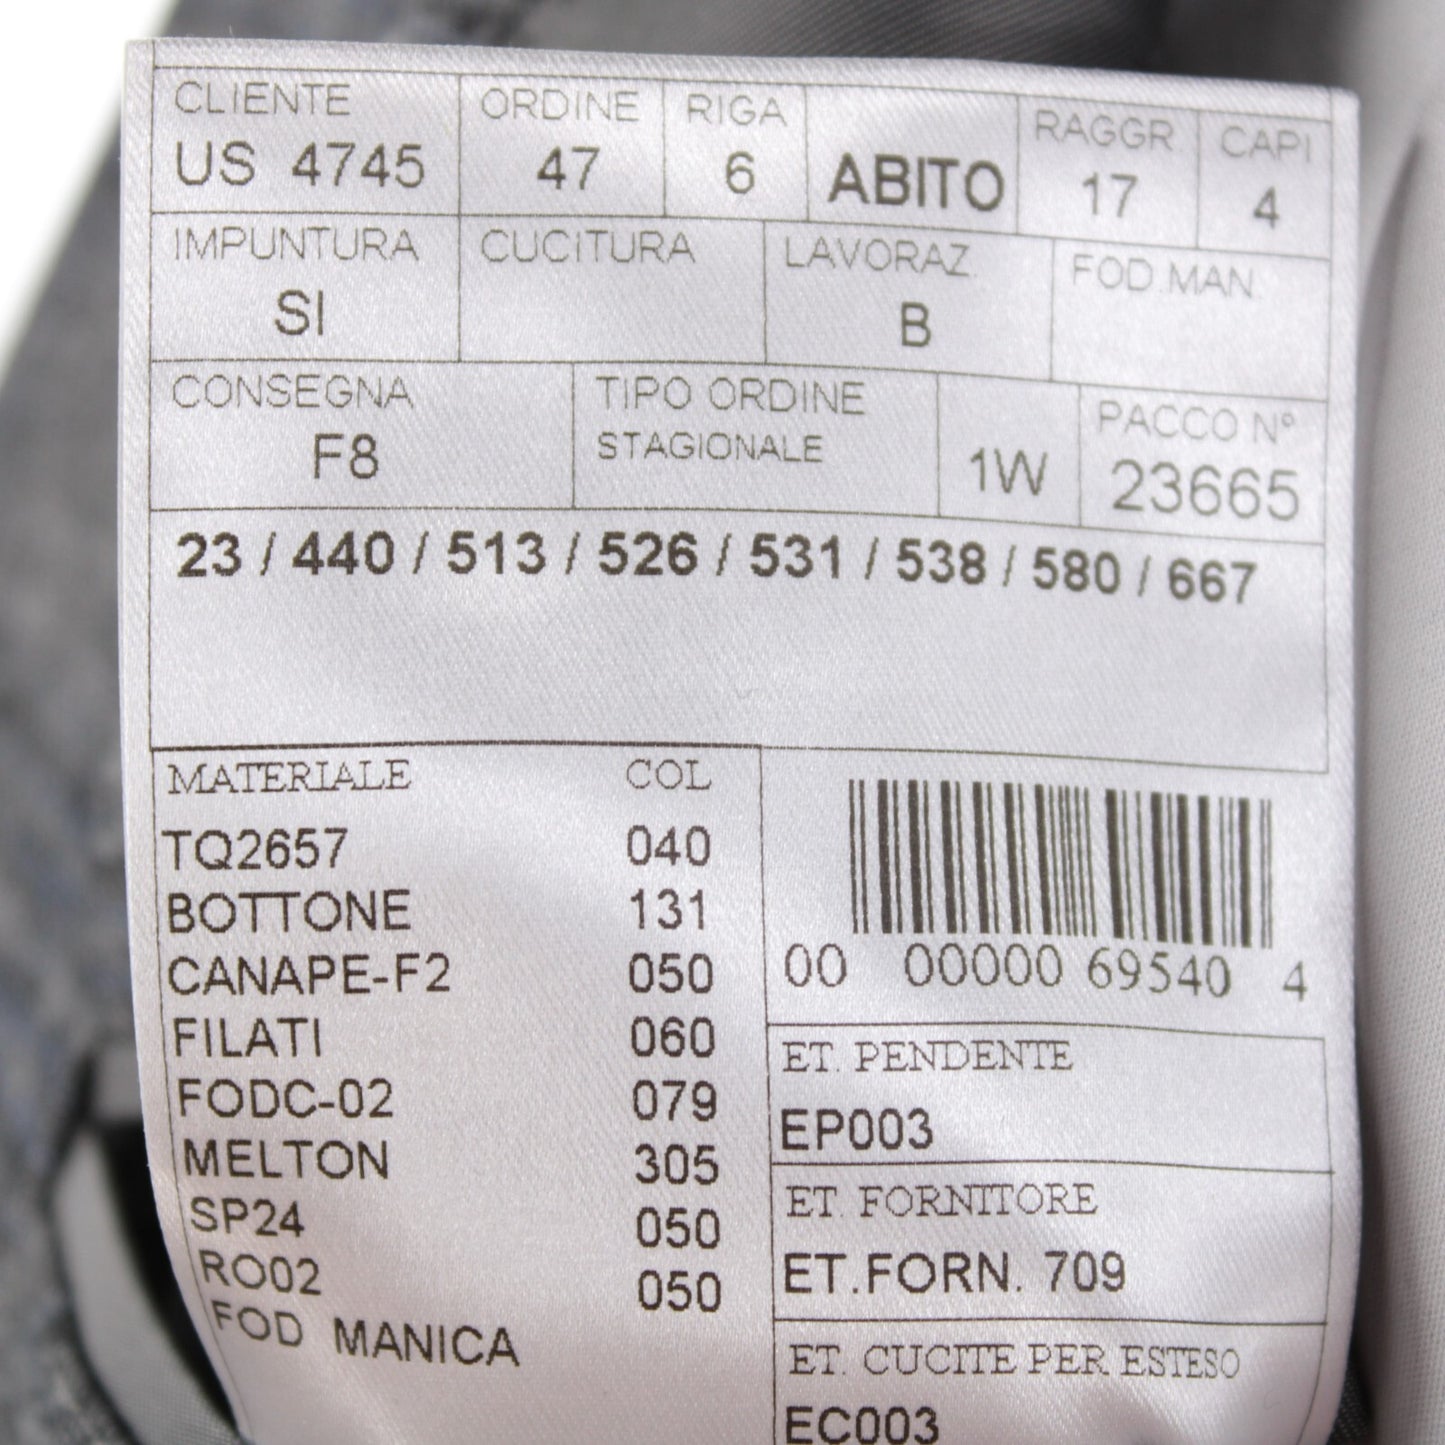 CLIENTE ORDINE RIGA ABITO RAGGR CAPI
US 4745 47 6 17 4
IMPUNTURA CUCITURA LAVORAZ. FOD.MAN.
SI B
CONSEGNA TIPO ORDINE PACCO N°
F8 STAGIONALE 1W 23665
23 / 440 / 513 / 526 / 531 / 538 / 580 / 667
MATERIALE COL
TQ2657 040
BOTTONE 131
CANAPE-F2 050
FILATI 060
FODC-02 079
MELTON 305
SP24 050
RO02 050
FOD MANICA
00 00000 69540 4
ET. PENDENTE
EP003
ET. FORNITORE
ET.FORN. 709
ET. CUCITE PER ESTESO
EC003